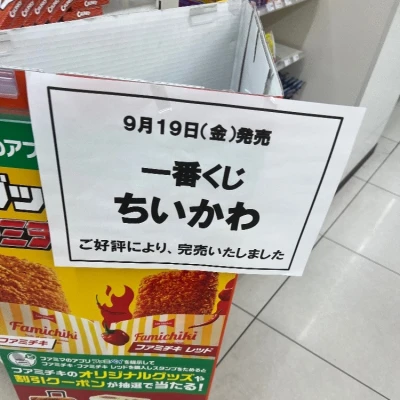 9月19日(金)発売
一番くじ
ちいかわ
ご好評により、完売いたしました
Famichiki
ファミチキ
Famichiki
ファミチキ レッド
ファミチキのオリジナルグッズや
割引クーポンが抽選で当たる!